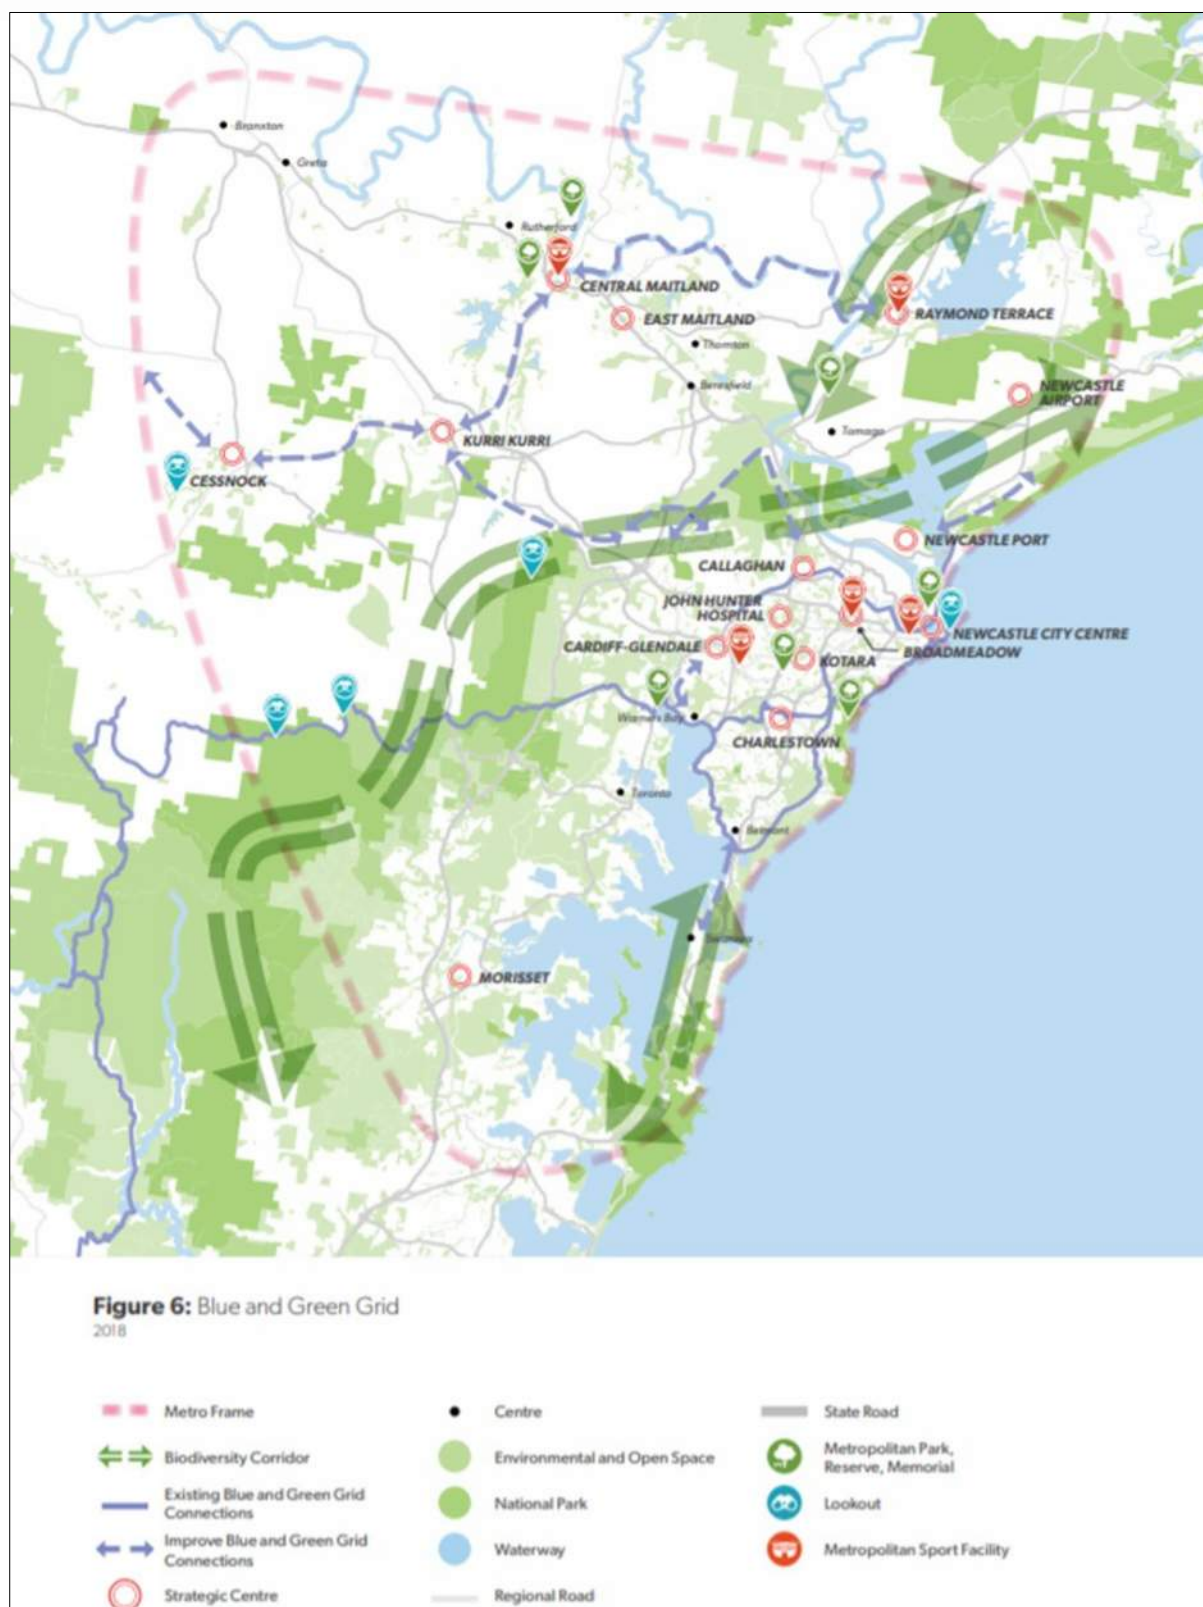 Branxton
Greta
Rutherford
CENTRAL MAITLAND
EAST MAITLAND
RAYMOND TERRACE
Thornton
Beresfield
NEWCASTLE
AIRPORT
Tomago
KURRI KURRI
CESSNOCK
NEWCASTLE PORT
CALLAGHAN
JOHN HUNTER
HOSPITAL
NEWCASTLE CITY CENTRE
CARDIFF-GLENDALE
BROADMEADOW
KOTARA
Warners Bay
CHARLESTOWN
Toronto
Belmont
Swansea
MORISSET
Figure 6: Blue and Green Grid
2018
Metro Frame
Biodiversity Corridor
Existing Blue and Green Grid
Connections
Improve Blue and Green Grid
Connections
Strategic Centre
Centre
Environmental and Open Space
National Park
Waterway
Regional Road
State Road
Metropolitan Park,
Reserve, Memorial
Lookout
Metropolitan Sport Facility